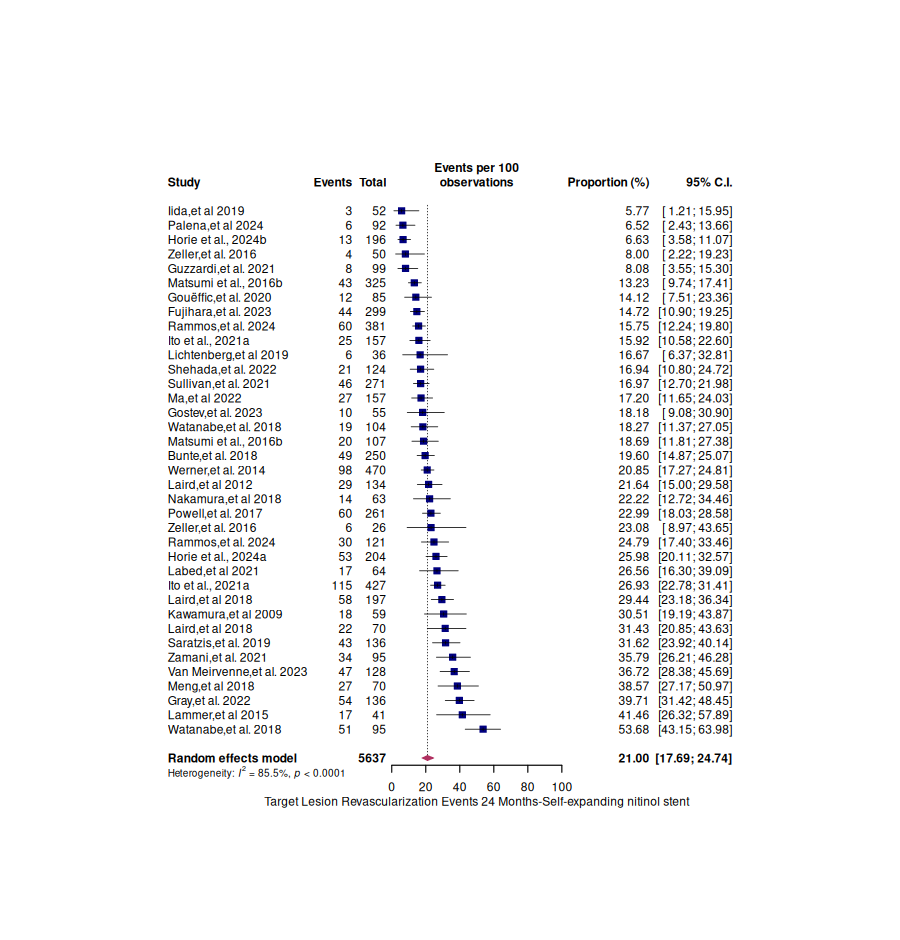 Events per 100
Study Events Total observations Proportion (%) 95% C.I.
Iida,et al 2019 3 52 5.77 [ 1.21; 15.95]
Palena,et al 2024 6 92 6.52 [ 2.43; 13.66]
Horie et al., 2024b 13 196 6.63 [ 3.58; 11.07]
Zeller,et al. 2016 4 50 8.00 [ 2.22; 19.23]
Guzzardi,et al. 2021 8 99 8.08 [ 3.55; 15.30]
Matsumi et al., 2016b 43 325 13.23 [ 9.74; 17.41]
Gouëffic,et al. 2020 12 85 14.12 [ 7.51; 23.36]
Fujihara,et al. 2023 44 299 14.72 [10.90; 19.25]
Rammos,et al. 2024 60 381 15.75 [12.24; 19.80]
Ito et al., 2021a 25 157 15.92 [10.58; 22.60]
Lichtenberg,et al 2019 6 36 16.67 [ 6.37; 32.81]
Shehada,et al. 2022 21 124 16.94 [10.80; 24.72]
Sullivan,et al. 2021 46 271 16.97 [12.70; 21.98]
Ma,et al 2022 27 157 17.20 [11.65; 24.03]
Gostev,et al. 2023 10 55 18.18 [ 9.08; 30.90]
Watanabe,et al. 2018 19 104 18.27 [11.37; 27.05]
Matsumi et al., 2016b 20 107 18.69 [11.81; 27.38]
Bunte,et al. 2018 49 250 19.60 [14.87; 25.07]
Werner,et al. 2014 98 470 20.85 [17.27; 24.81]
Laird,et al 2012 29 134 21.64 [15.00; 29.58]
Nakamura,et al 2018 14 63 22.22 [12.72; 34.46]
Powell,et al. 2017 60 261 22.99 [18.03; 28.58]
Zeller,et al. 2016 6 26 23.08 [ 8.97; 43.65]
Rammos,et al. 2024 30 121 24.79 [17.40; 33.46]
Horie et al., 2024a 53 204 25.98 [20.11; 32.57]
Labed,et al 2021 17 64 26.56 [16.30; 39.09]
Ito et al., 2021a 115 427 26.93 [22.78; 31.41]
Laird,et al 2018 58 197 29.44 [23.18; 36.34]
Kawamura,et al 2009 18 59 30.51 [19.19; 43.87]
Laird,et al 2018 22 70 31.43 [20.85; 43.63]
Saratzis,et al. 2019 43 136 31.62 [23.92; 40.14]
Zamani,et al. 2021 34 95 35.79 [26.21; 46.28]
Van Meirvenne,et al. 2023 47 128 36.72 [28.38; 45.69]
Meng,et al 2018 27 70 38.57 [27.17; 50.97]
Gray,et al. 2022 54 136 39.71 [31.42; 48.45]
Lammer,et al 2015 17 41 41.46 [26.32; 57.89]
Watanabe,et al. 2018 51 95 53.68 [43.15; 63.98]
Random effects model 5637 21.00 [17.69; 24.74]
Heterogeneity: I² = 85.5%, p < 0.0001
0 20 40 60 80 100
Target Lesion Revascularization Events 24 Months-Self-expanding nitinol stent